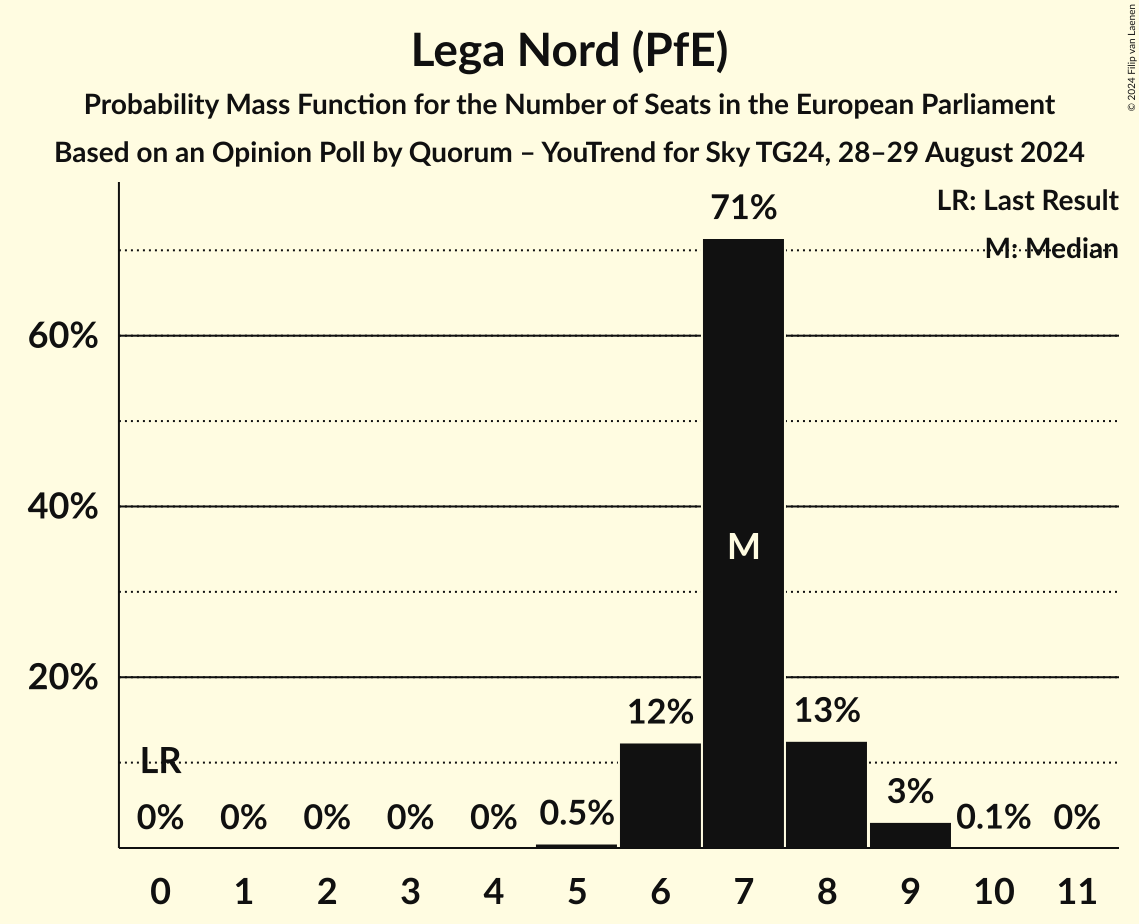 Lega Nord (PfE)
Probability Mass Function for the Number of Seats in the European Parliament
Based on an Opinion Poll by Quorum – YouTrend for Sky TG24, 28–29 August 2024
© 2024 Filip van Laenen
LR: Last Result
M: Median
71%
60%
40%
M
20%
12%
13%
LR
3%
0%
0%
0%
0%
0%
0.5%
0.1%
0%
0 1 2 3 4 5 6 7 8 9 10 11